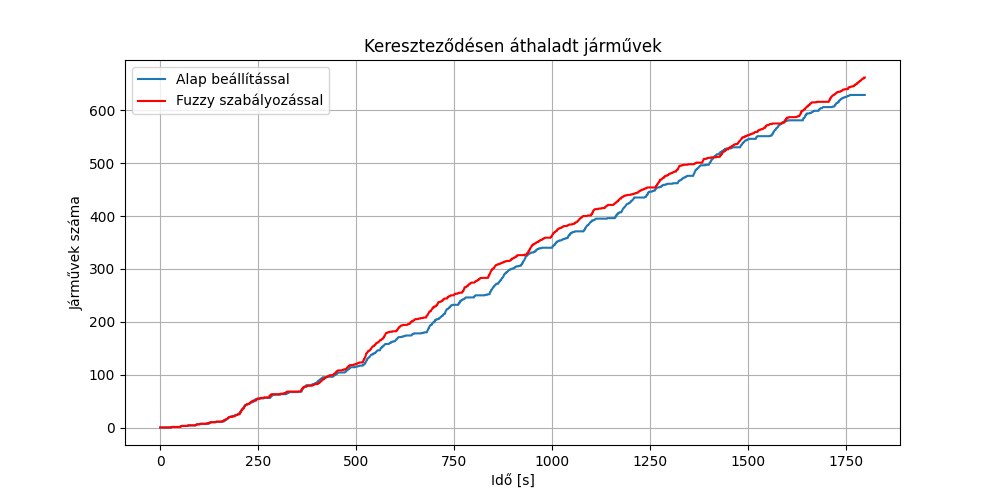 Kereszteződésen áthaladt járművek
Alap beállítással
Fuzzy szabályozással
Járművek száma
600
500
400
300
200
100
0
0 250 500 750 1000 1250 1500 1750
Idő [s]